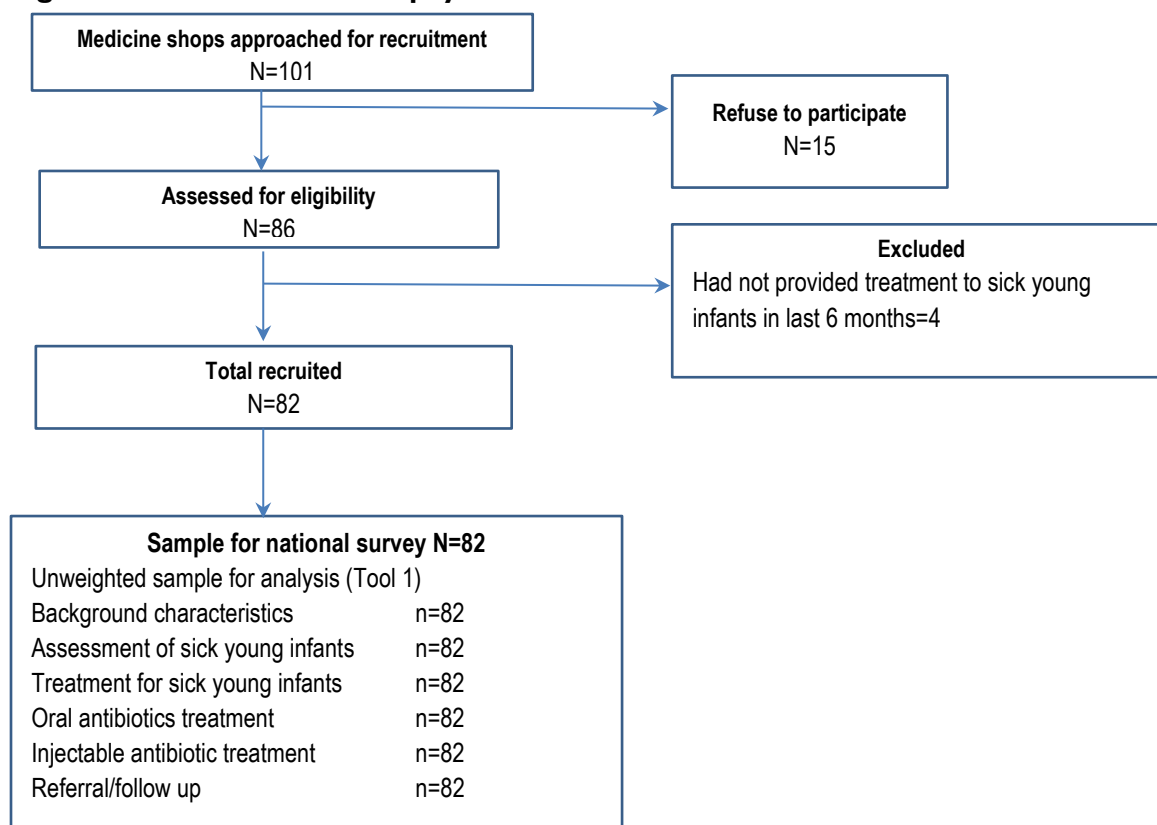 Medicine shops approached for recruitment
N=101
Refuse to participate
N=15
Assessed for eligibility
N=86
Excluded
Had not provided treatment to sick young
infants in last 6 months=4
Total recruited
N=82
Sample for national survey N=82
Unweighted sample for analysis (Tool 1)
Background characteristics n=82
Assessment of sick young infants n=82
Treatment for sick young infants n=82
Oral antibiotics treatment n=82
Injectable antibiotic treatment n=82
Referral/follow up n=82